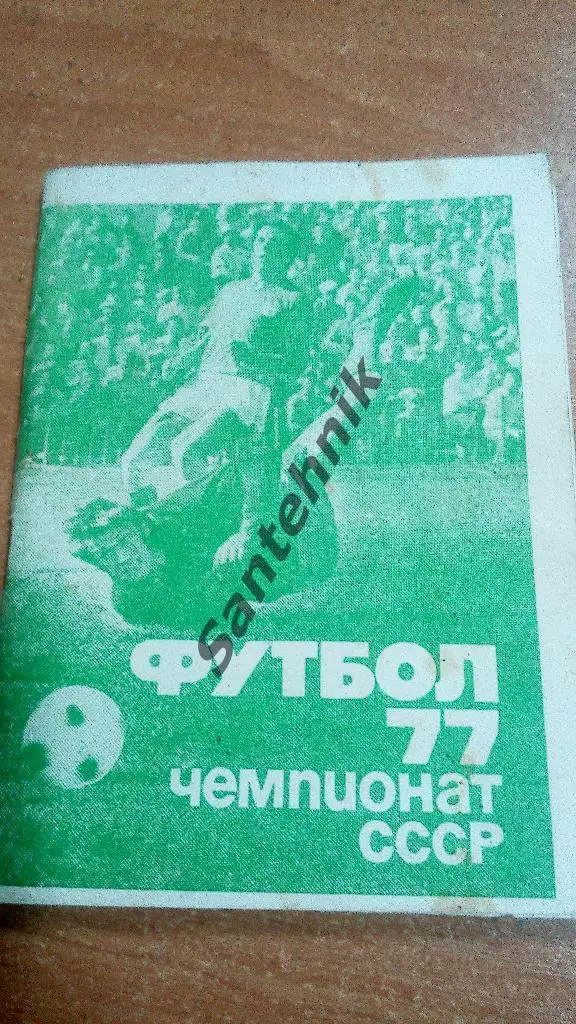 Santehnik
ФУТБОЛ
77
чемпионат
СССР